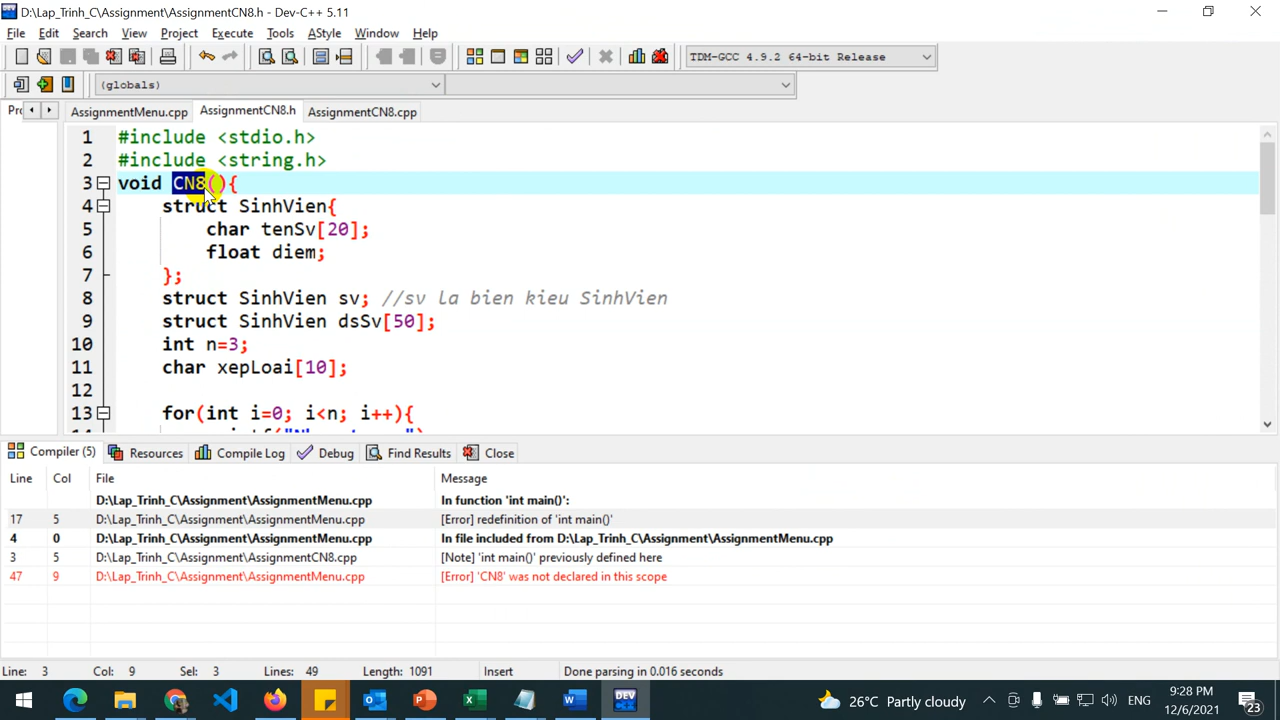 D:\Lap_Trinh_C\Assignment\AssignmentCN8.h - Dev-C++ 5.11
File Edit Search View Project Execute Tools AStyle Window Help
TDM-GCC 4.9.2 64-bit Release
(globals)
AssignmentMenu.cpp AssignmentCN8.h AssignmentCN8.cpp
1 #include <stdio.h>
2 #include <string.h>
3 void CN8(){
4 struct SinhVien{
5 char tenSv[20];
6 float diem;
7 };
8 struct SinhVien sv; //sv la bien kieu SinhVien
9 struct SinhVien dsSv[50];
10 int n=3;
11 char xepLoai[10];
12
13 for(int i=0; i<n; i++){
Compiler (5) Resources Compile Log Debug Find Results Close
Line Col File Message
D:\Lap_Trinh_C\Assignment\AssignmentMenu.cpp In function 'int main()':
17 5 D:\Lap_Trinh_C\Assignment\AssignmentMenu.cpp [Error] redefinition of 'int main()'
4 0 D:\Lap_Trinh_C\Assignment\AssignmentMenu.cpp In file included from D:\Lap_Trinh_C\Assignment\AssignmentMenu.cpp
3 5 D:\Lap_Trinh_C\Assignment\AssignmentCN8.cpp [Note] 'int main()' previously defined here
47 9 D:\Lap_Trinh_C\Assignment\AssignmentMenu.cpp [Error] 'CN8' was not declared in this scope
Line: 3 Col: 9 Sel: 3 Lines: 49 Length: 1091 Insert Done parsing in 0.016 seconds
26°C Partly cloudy ENG 9:28 PM
12/6/2021 23